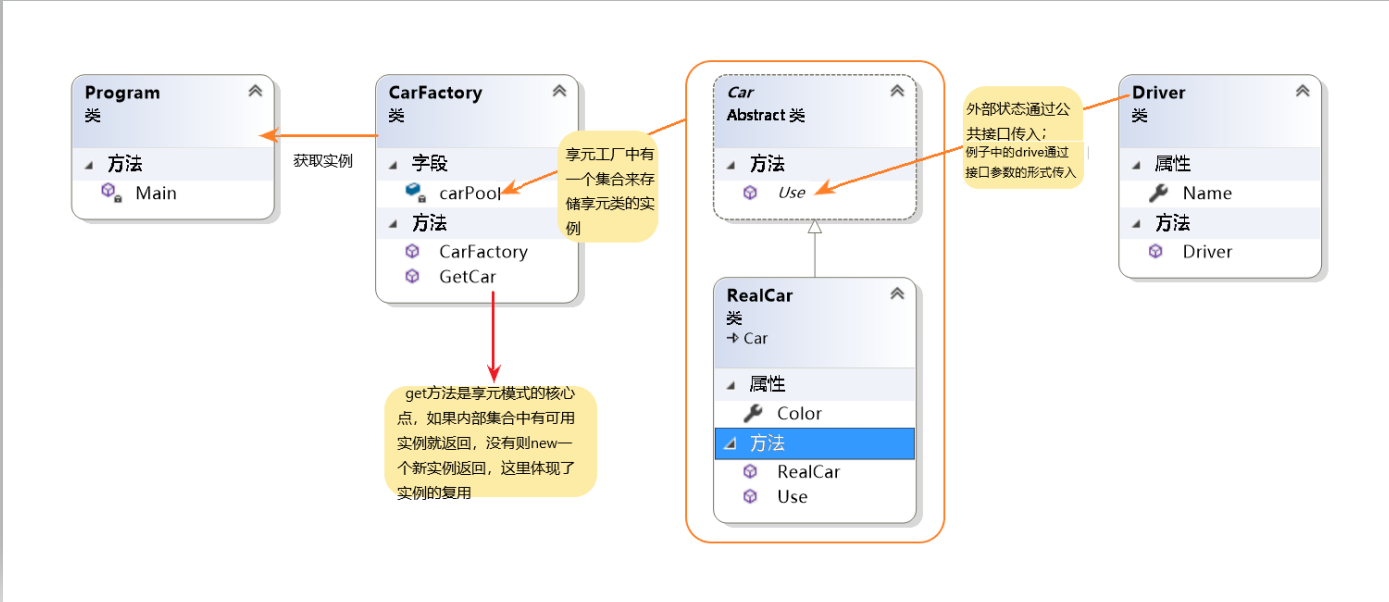 Program
类
方法
Main
获取实例
CarFactory
类
字段
carPool
方法
CarFactory
GetCar
享元工厂中有
一个集合来存
储享元类的实
例
get方法是享元模式的核心
点，如果内部集合中有可用
实例就返回，没有则new一
个新实例返回，这里体现了
实例的复用
Car
Abstract 类
方法
Use
RealCar
类
Car
属性
Color
方法
RealCar
Use
外部状态通过公
共接口传入；
例子中的drive通过
接口参数的形式传入
Driver
类
属性
Name
方法
Driver